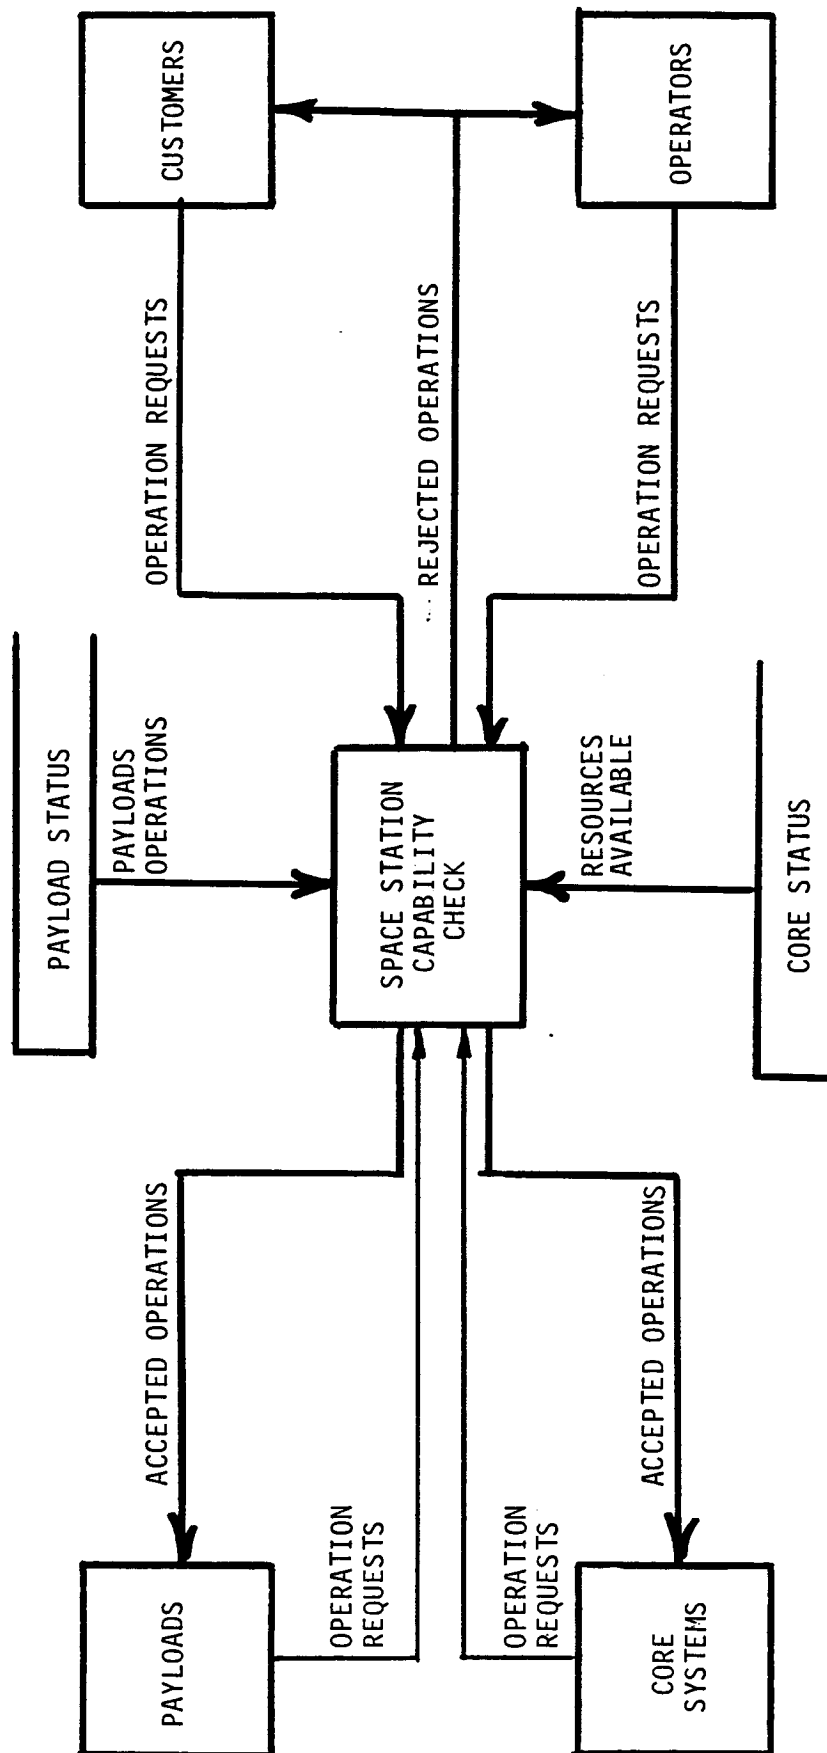 PAYLOAD STATUS
PAYLOADS
OPERATIONS
PAYLOADS
ACCEPTED OPERATIONS
OPERATION REQUESTS
CUSTOMERS
OPERATION
REQUESTS
SPACE STATION
CAPABILITY
CHECK
REJECTED OPERATIONS
OPERATION
REQUESTS
RESOURCES
AVAILABLE
CORE
SYSTEMS
ACCEPTED OPERATIONS
OPERATION REQUESTS
OPERATORS
CORE STATUS